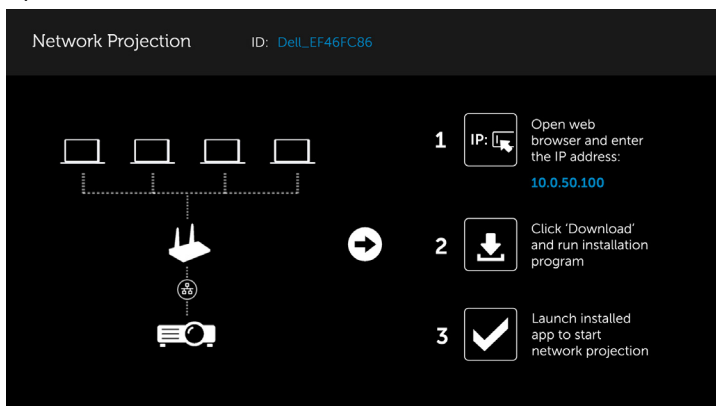 Network Projection
ID: Dell_EF46FC86
1
IP:
Open web
browser and enter
the IP address:
10.0.50.100
2
Click ‘Download’
and run installation
program
3
Launch installed
app to start
network projection